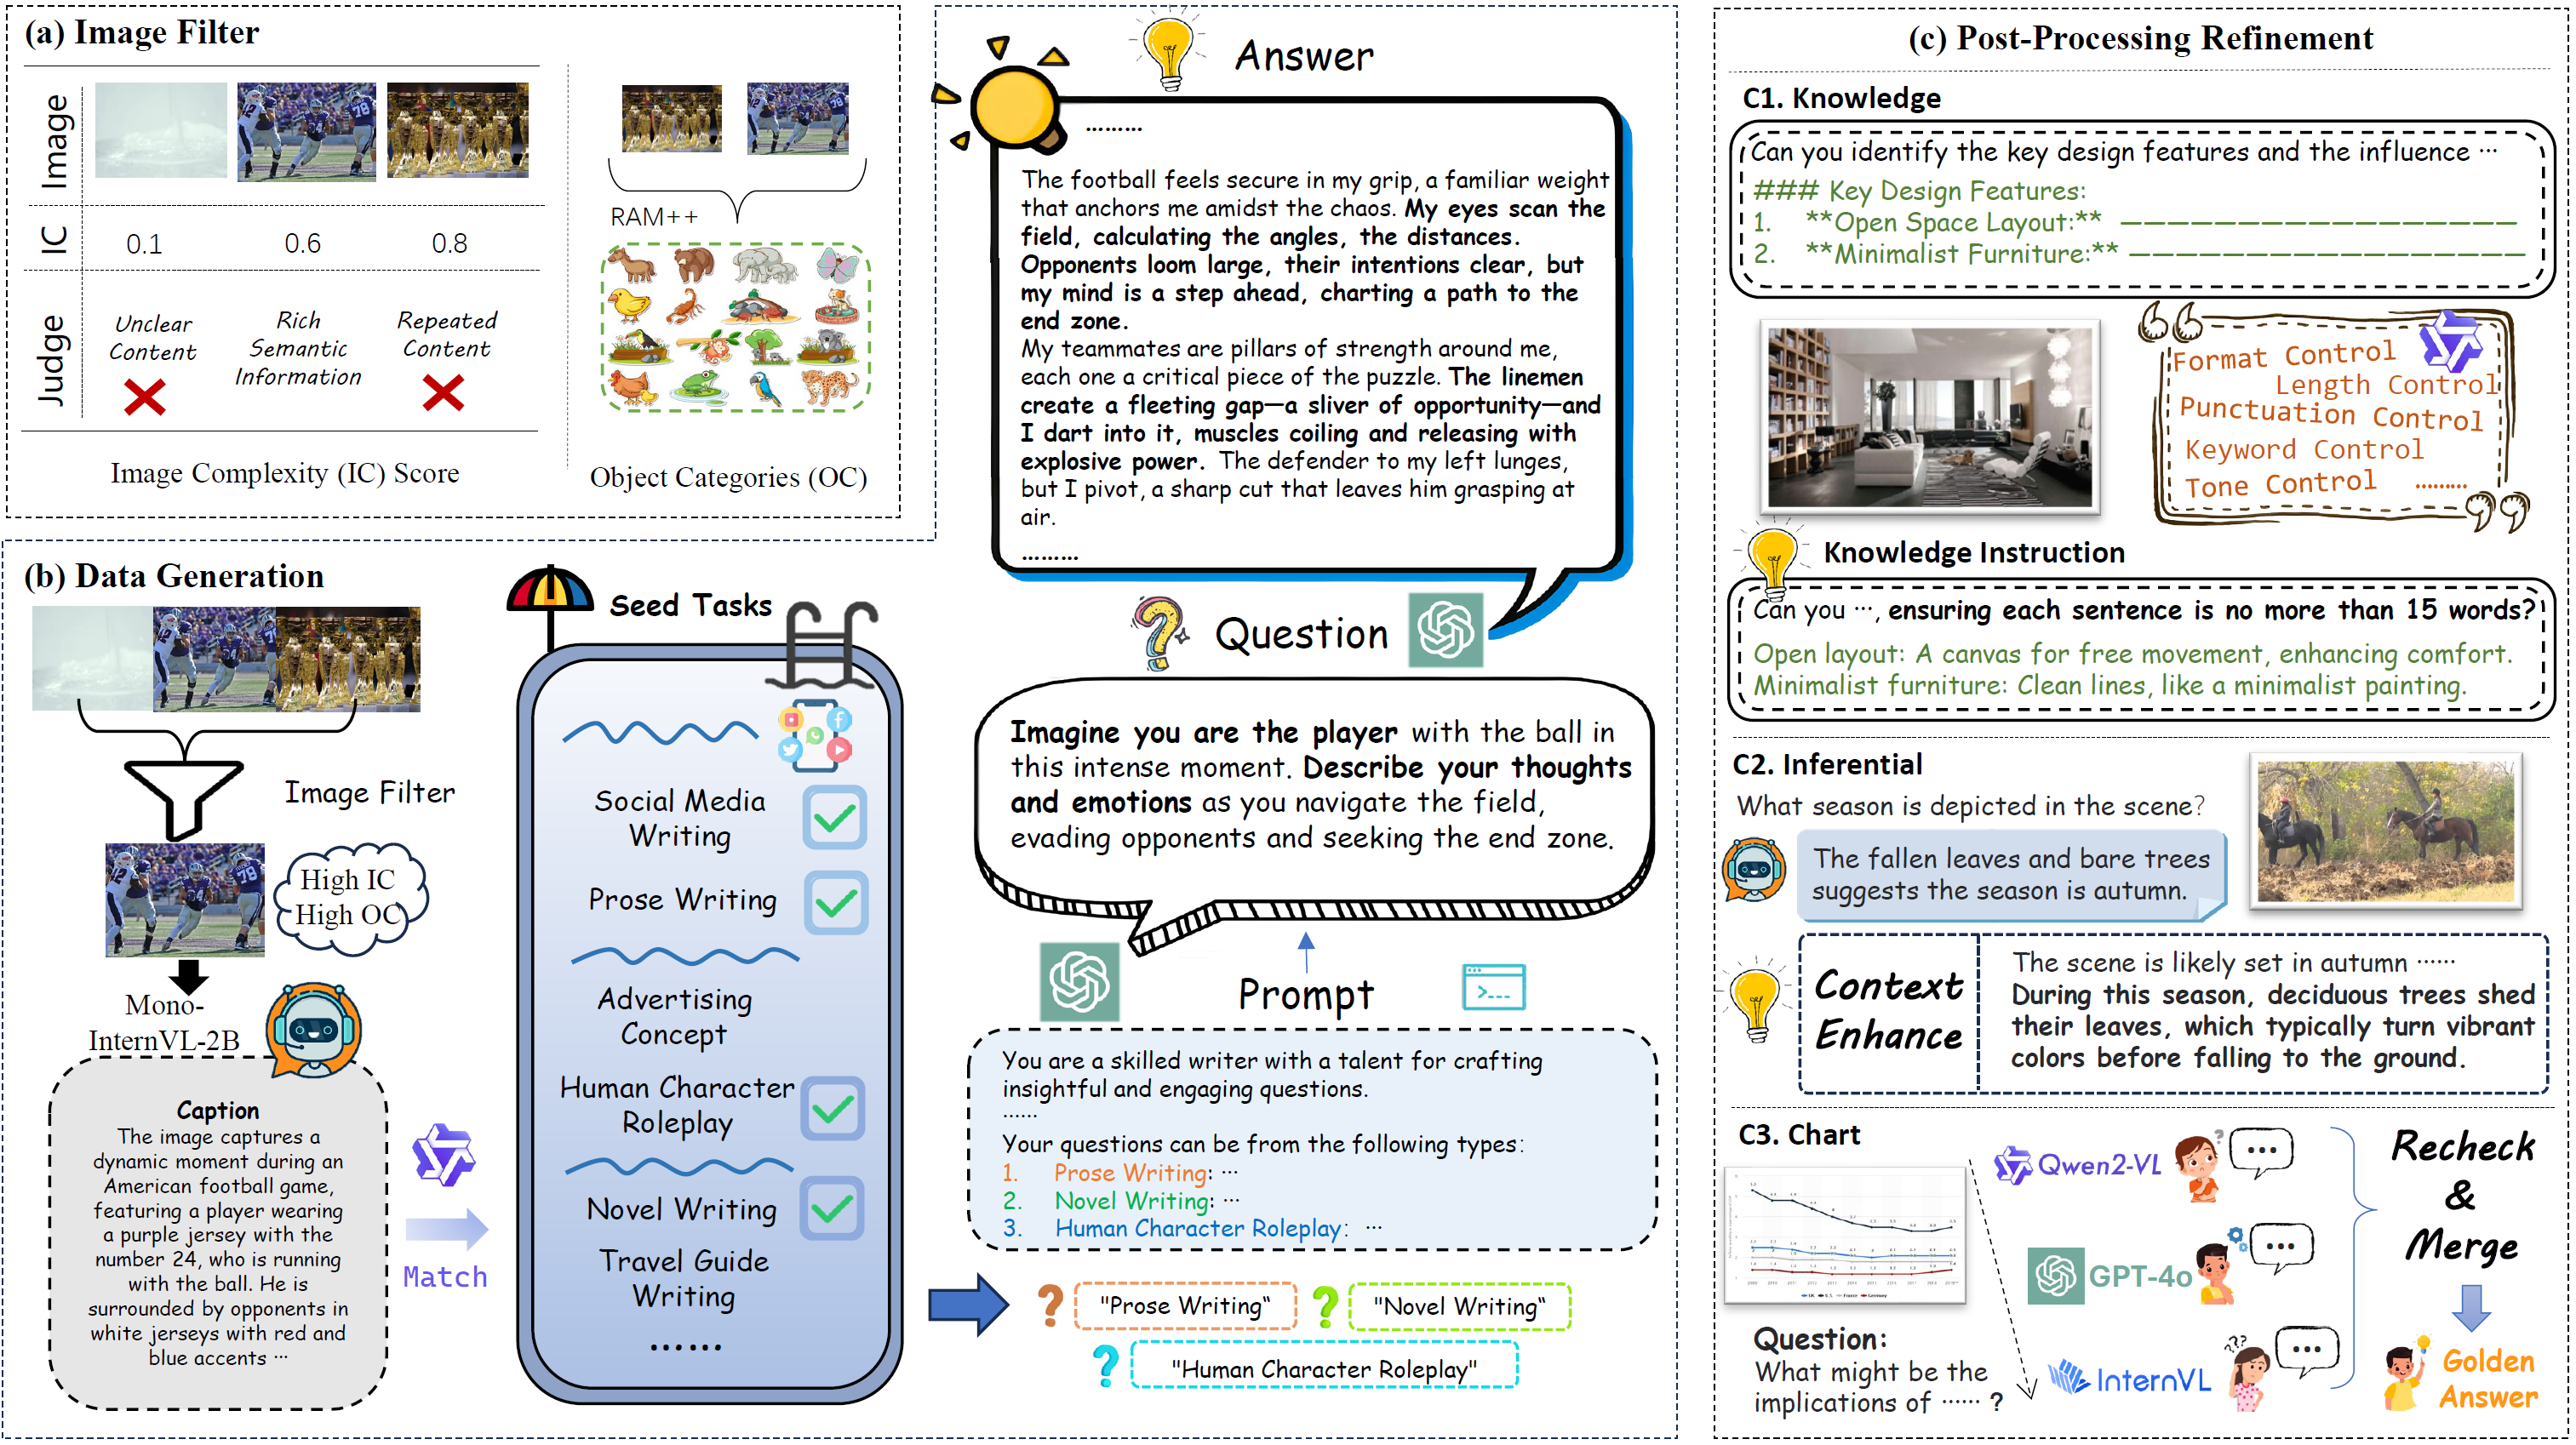 (a) Image Filter
Image
IC
0.1
0.6
0.8
Judge
Unclear
Content
Rich
Semantic
Information
Repeated
Content
Image Complexity (IC) Score
RAM++
Object Categories (OC)
(b) Data Generation
Image Filter
High IC
High OC
Mono-
InternVL-2B
Caption
The image captures a
dynamic moment during an
American football game,
featuring a player wearing
a purple jersey with the
number 24, who is running
with the ball. He is
surrounded by opponents in
white jerseys with red and
blue accents ...
Match
Seed Tasks
Social Media
Writing
Prose Writing
Advertising
Concept
Human Character
Roleplay
Novel Writing
Travel Guide
Writing
......
Answer
.........
The football feels secure in my grip, a familiar weight
that anchors me amidst the chaos. My eyes scan the
field, calculating the angles, the distances.
Opponents loom large, their intentions clear, but
my mind is a step ahead, charting a path to the
end zone.
My teammates are pillars of strength around me,
each one a critical piece of the puzzle. The linemen
create a fleeting gap—a sliver of opportunity—and
I dart into it, muscles coiling and releasing with
explosive power. The defender to my left lunges,
but I pivot, a sharp cut that leaves him grasping at
air.
.........
Question
Imagine you are the player with the ball in
this intense moment. Describe your thoughts
and emotions as you navigate the field,
evading opponents and seeking the end zone.
Prompt
You are a skilled writer with a talent for crafting
insightful and engaging questions.
......
Your questions can be from the following types:
1. Prose Writing: ...
2. Novel Writing: ...
3. Human Character Roleplay: ...
"Prose Writing“
"Novel Writing“
"Human Character Roleplay"
(c) Post-Processing Refinement
C1. Knowledge
Can you identify the key design features and the influence ...
### Key Design Features:
1. **Open Space Layout:** —————————————————
2. **Minimalist Furniture:** —————————————————
Format Control
Length Control
Punctuation Control
Keyword Control
Tone Control .........
Knowledge Instruction
Can you ..., ensuring each sentence is no more than 15 words?
Open layout: A canvas for free movement, enhancing comfort.
Minimalist furniture: Clean lines, like a minimalist painting.
C2. Inferential
What season is depicted in the scene?
The fallen leaves and bare trees
suggests the season is autumn.
Context
Enhance
The scene is likely set in autumn ......
During this season, deciduous trees shed
their leaves, which typically turn vibrant
colors before falling to the ground.
C3. Chart
Question:
What might be the
implications of ...... ?
Qwen2-VL
GPT-4o
InternVL
Recheck
&
Merge
Golden
Answer